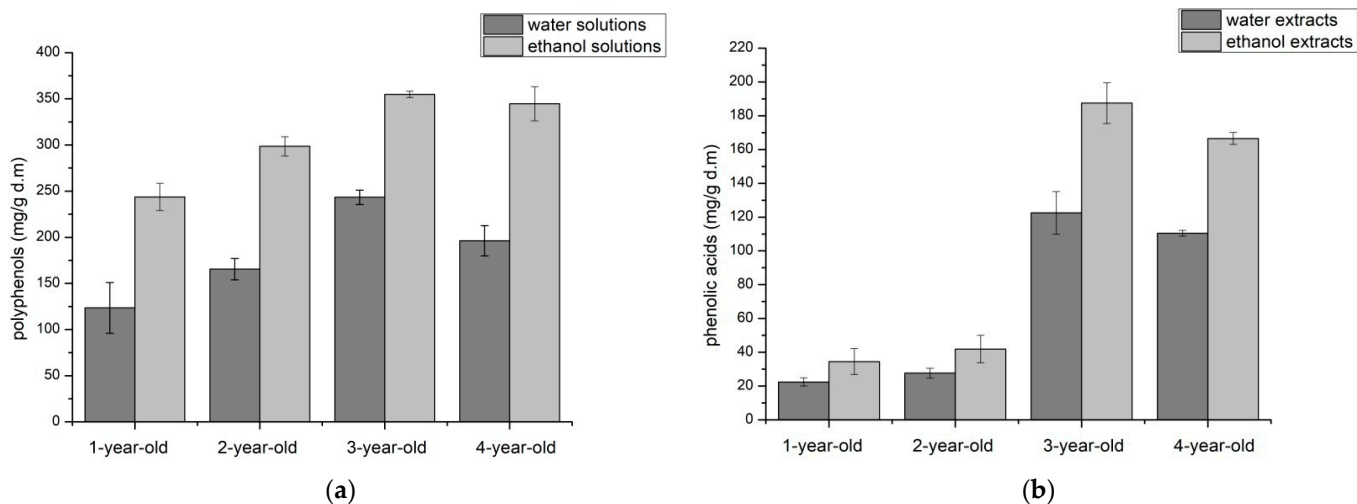 water solutions
ethanol solutions
400
350
300
250
200
150
100
50
0
polyphenols (mg/g d.m)
1-year-old 2-year-old 3-year-old 4-year-old
(a)
water extracts
ethanol extracts
220
200
180
160
140
120
100
80
60
40
20
0
phenolic acids (mg/g d.m)
1-year-old 2-year-old 3-year-old 4-year-old
(b)